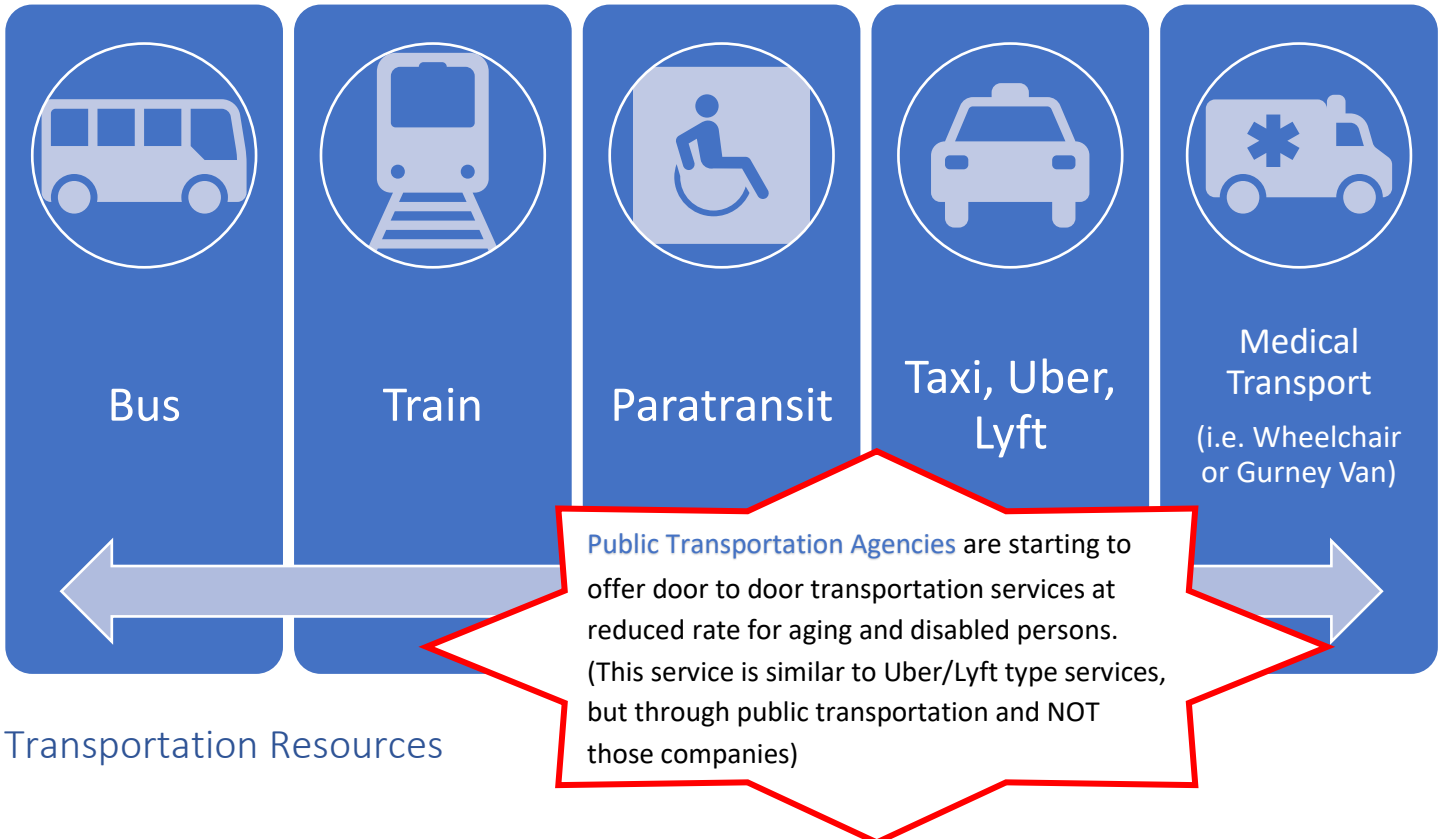 Bus
Train
Paratransit
Taxi, Uber,
Lyft
Medical
Transport
(i.e. Wheelchair
or Gurney Van)
Public Transportation Agencies are starting to
offer door to door transportation services at
reduced rate for aging and disabled persons.
(This service is similar to Uber/Lyft type services,
but through public transportation and NOT
those companies)
Transportation Resources